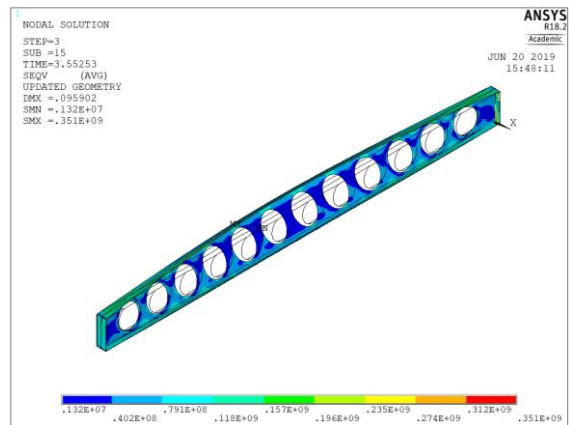 1
NODAL SOLUTION
STEP=3
SUB =15
TIME=3.55253
SEQV (AVG)
UPDATED GEOMETRY
DMX =.095902
SMN =.132E+07
SMX =.351E+09
ANSYS
R18.2
Academic
JUN 20 2019
15:48:11
X
.132E+07 .791E+08 .157E+09 .235E+09 .312E+09
.402E+08 .118E+09 .196E+09 .274E+09 .351E+09